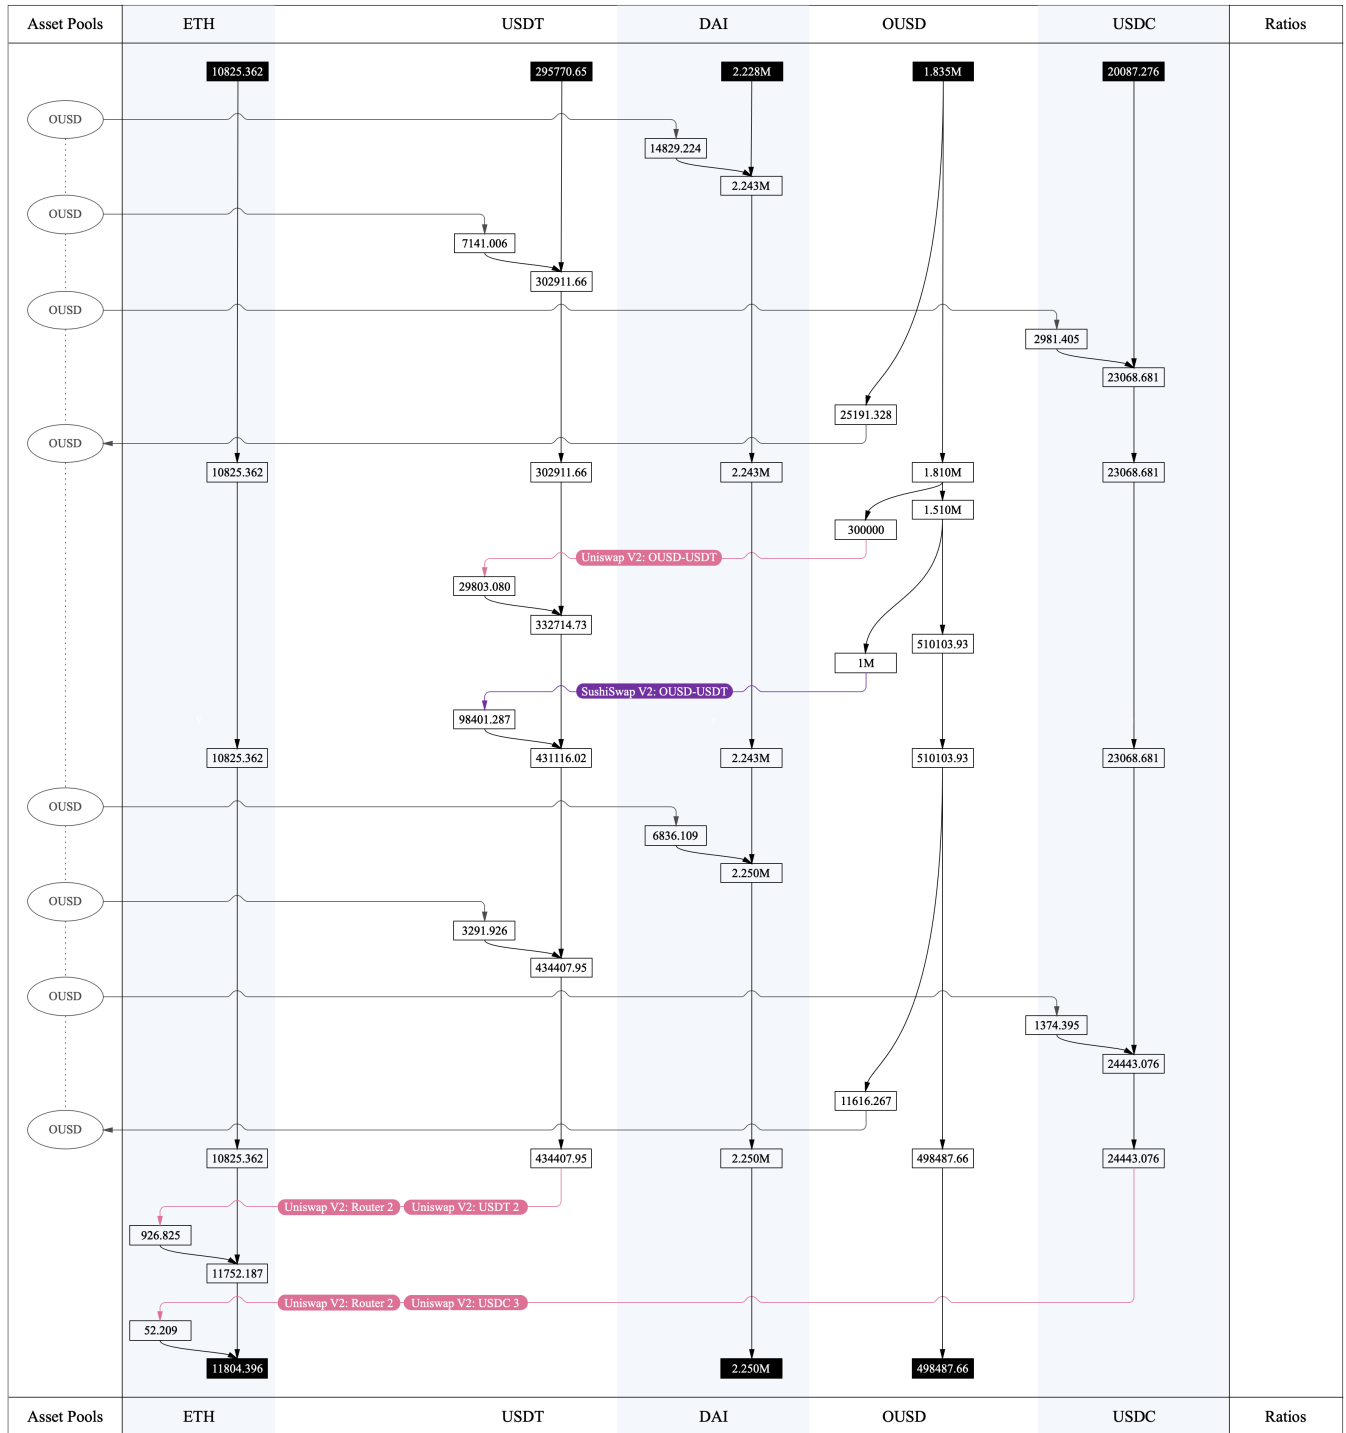 Asset Pools ETH USDT DAI OUSD USDC Ratios
10825.362 295770.65 2.228M 1.835M 20087.276
OUSD
14829.224
2.243M
OUSD
7141.006
302911.66
OUSD
2981.405
23068.681
25191.328
OUSD
10825.362 302911.66 2.243M 1.810M 23068.681
1.510M
300000
Uniswap V2: OUSD-USDT
29803.080
332714.73
510103.93
1M
SushiSwap V2: OUSD-USDT
98401.287
10825.362 431116.02 2.243M 510103.93 23068.681
OUSD
6836.109
2.250M
OUSD
3291.926
434407.95
OUSD
1374.395
24443.076
11616.267
OUSD
10825.362 434407.95 2.250M 498487.66 24443.076
Uniswap V2: Router 2 Uniswap V2: USDT 2
926.825
11752.187
Uniswap V2: Router 2 Uniswap V2: USDC 3
52.209
11804.396 2.250M 498487.66
Asset Pools ETH USDT DAI OUSD USDC Ratios